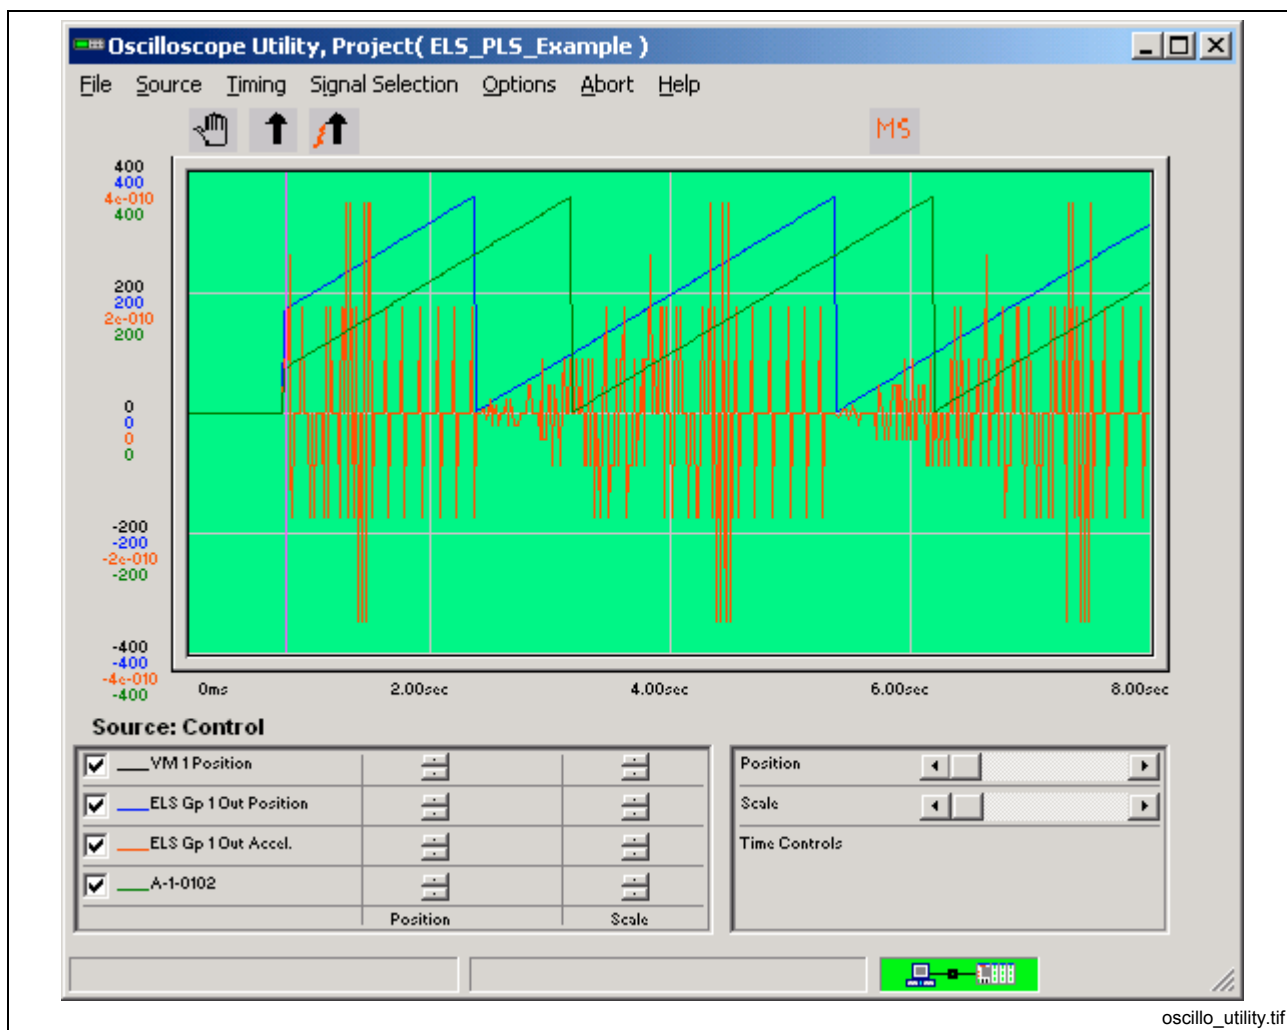 Oscilloscope Utility, Project( ELS_PLS_Example )
File Source Timing Signal Selection Options Abort Help
MS
400
400
4e-010
400
200
200
2e-010
200
0
0
0
0
-200
-200
-2e-010
-200
-400
-400
-4e-010
-400
0ms 2.00sec 4.00sec 6.00sec 8.00sec
Source: Control
VM 1 Position
ELS Gp 1 Out Position
ELS Gp 1 Out Accel.
A-1-0102
Position Scale
Position
Scale
Time Controls
oscillo_utility.tif